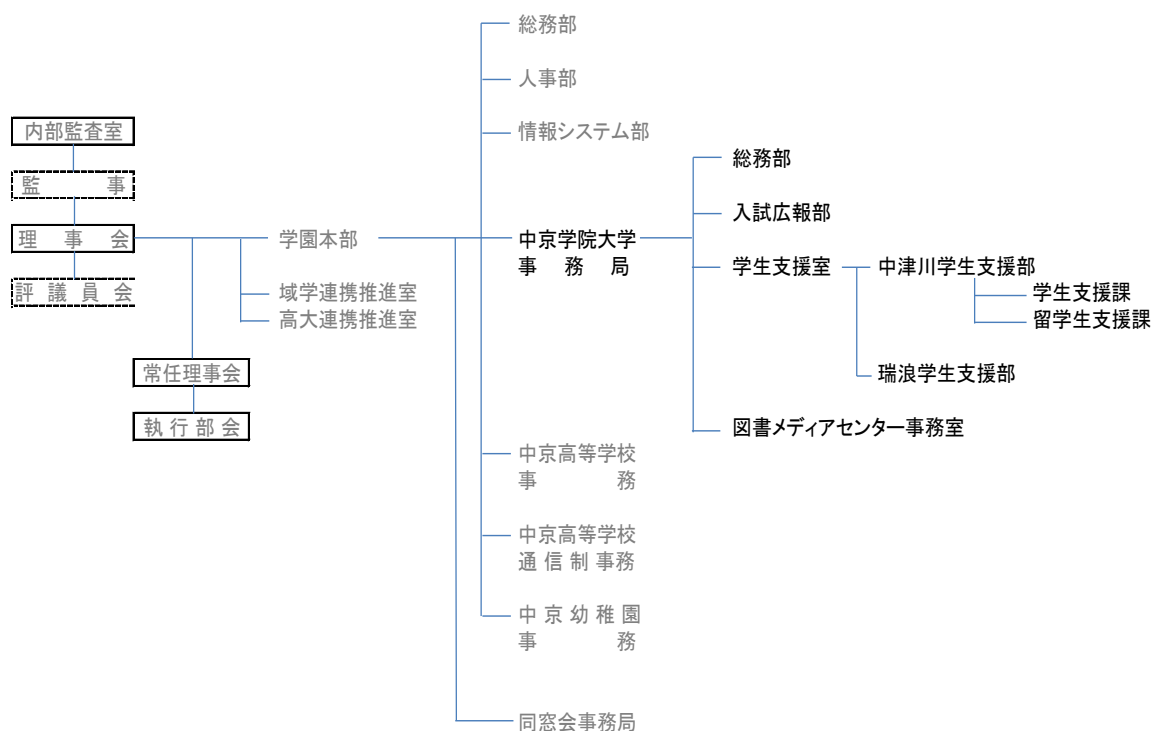 総務部
人事部
内部監査室
情報システム部
監事
総務部
入試広報部
理事会
学園本部
中京学院大学
事務局
学生支援室
中津川学生支援部
評議員会
域学連携推進室
学生支援課
高大連携推進室
留学生支援課
常任理事会
瑞浪学生支援部
執行部会
図書メディアセンター事務室
中京高等学校
事務
中京高等学校
通信制事務
中京幼稚園
事務
同窓会事務局